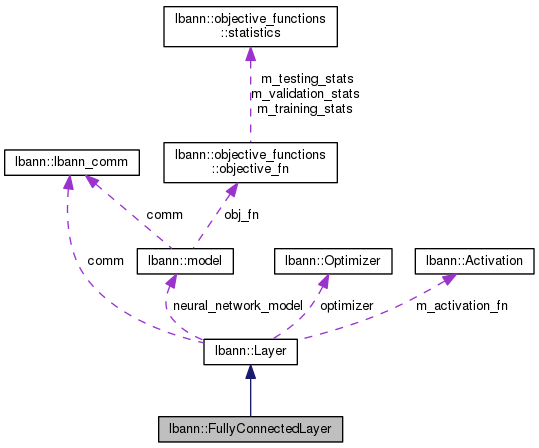 lbann::objective_functions
::statistics
m_testing_stats
m_validation_stats
m_training_stats
lbann::lbann_comm
lbann::objective_functions
::objective_fn
comm
obj_fn
comm
lbann::model
lbann::Optimizer
lbann::Activation
neural_network_model
optimizer
m_activation_fn
lbann::Layer
lbann::FullyConnectedLayer